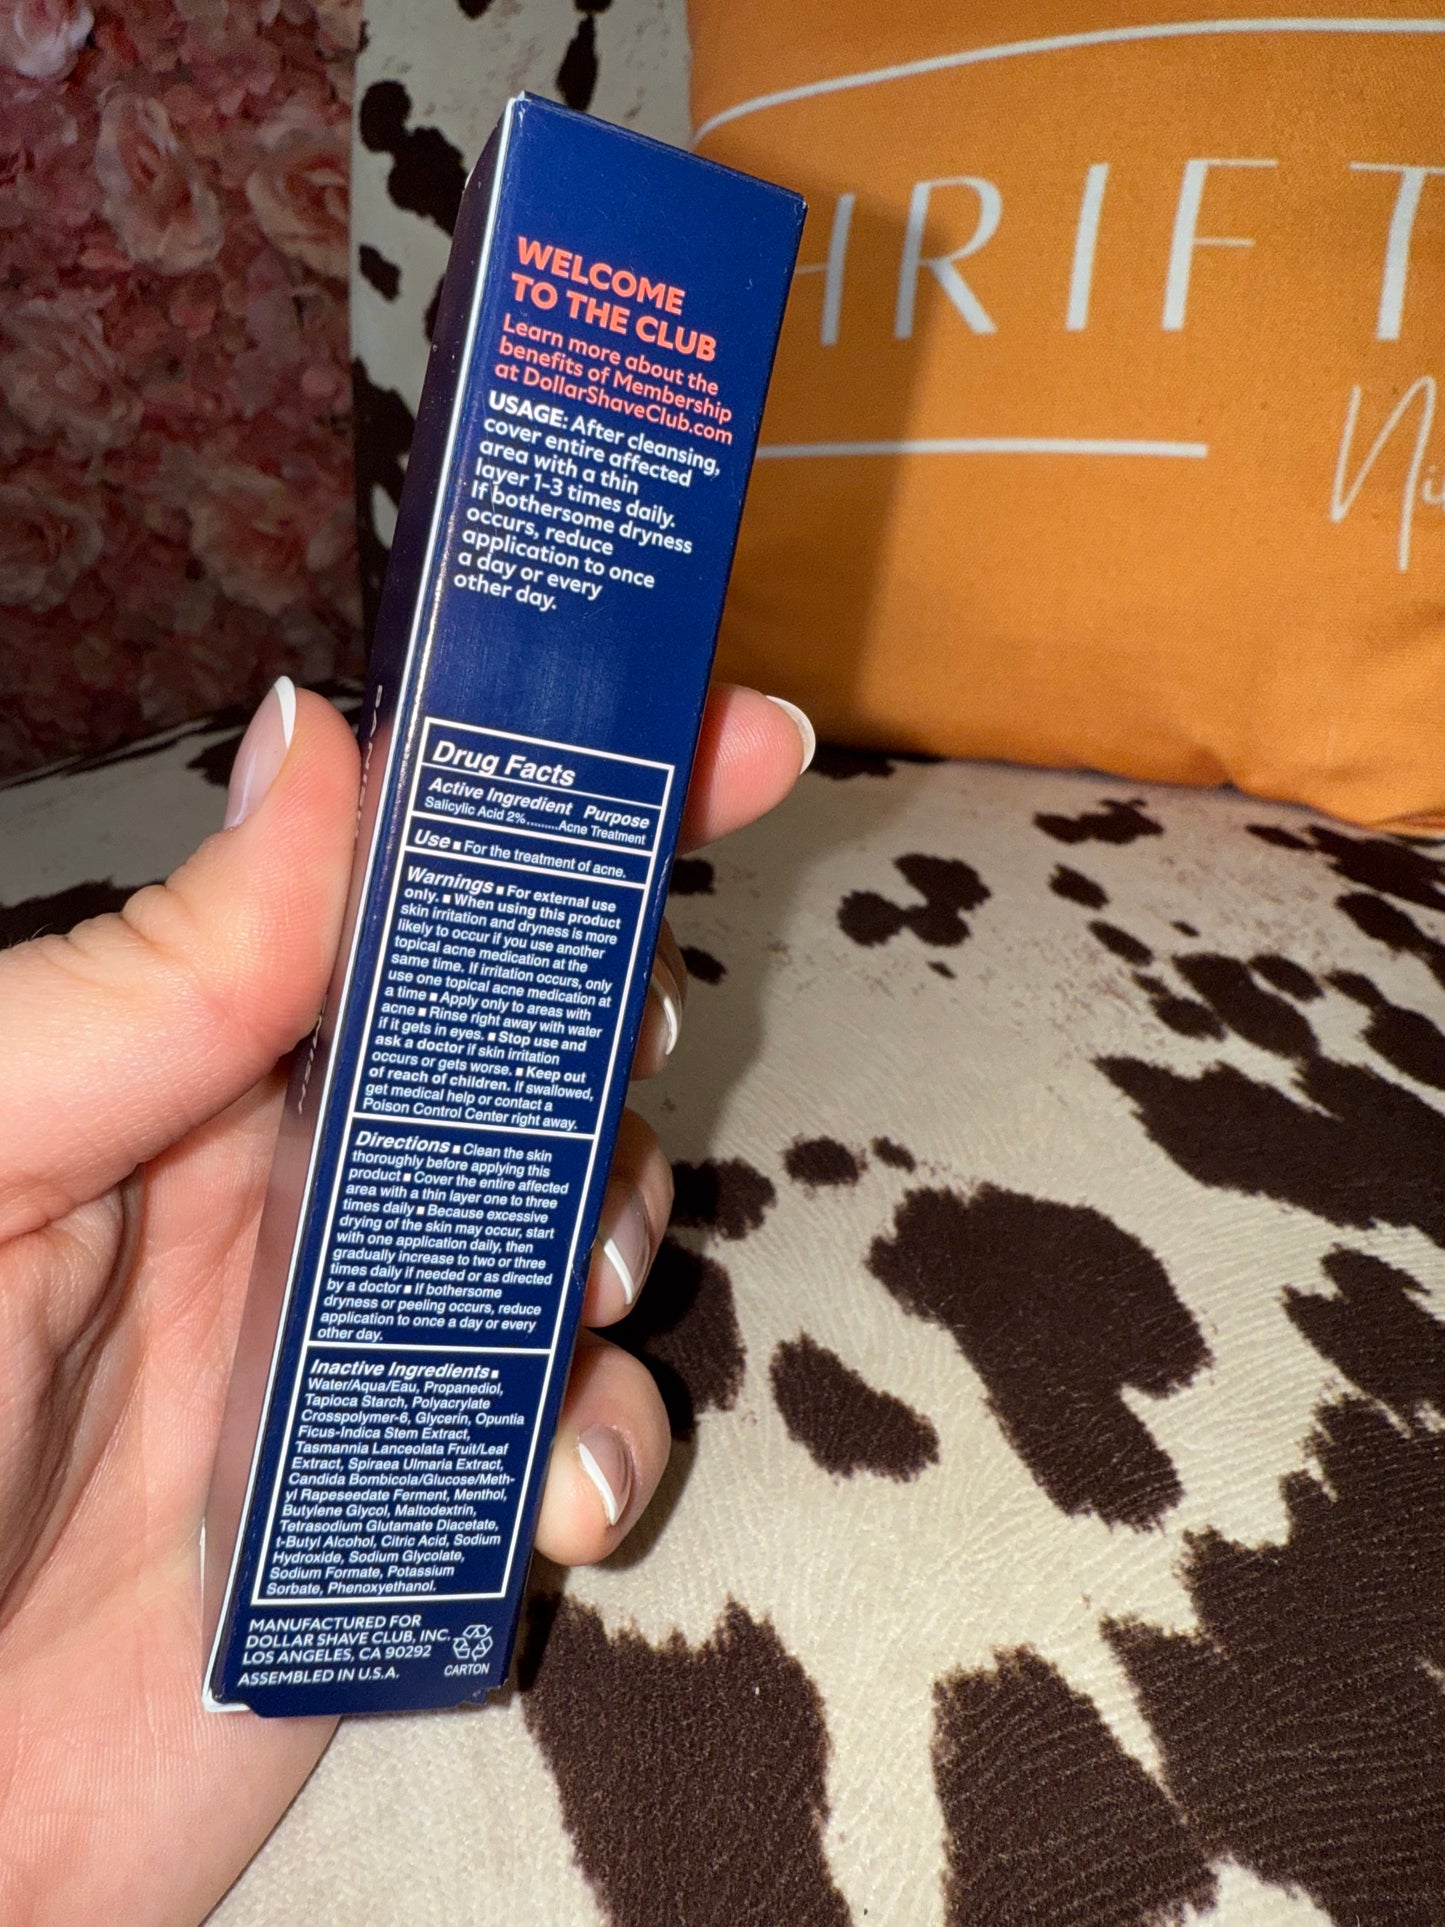 WELCOME
TO THE CLUB
Learn more about the
benefits of Membership
at DollarShaveClub.com
USAGE: After cleansing,
cover entire affected
area with a thin
layer 1-3 times daily.
If bothersome dryness
occurs, reduce
application to once
a day or every
other day.
Drug Facts
Active Ingredient Purpose
Salicylic Acid 2%.........Acne Treatment
Use ■ For the treatment of acne.
Warnings ■ For external use
only. ■ When using this product
skin irritation and dryness is more
likely to occur if you use another
topical acne medication at the
same time. If irritation occurs, only
use one topical acne medication at
a time ■ Apply only to areas with
acne ■ Rinse right away with water
if it gets in eyes. ■ Stop use and
ask a doctor if skin irritation
occurs or gets worse. ■ Keep out
of reach of children. If swallowed,
get medical help or contact a
Poison Control Center right away.
Directions ■ Clean the skin
thoroughly before applying this
product ■ Cover the entire affected
area with a thin layer one to three
times daily ■ Because excessive
drying of the skin may occur, start
with one application daily, then
gradually increase to two or three
times daily if needed or as directed
by a doctor ■ If bothersome
dryness or peeling occurs, reduce
application to once a day or every
other day.
Inactive Ingredients ■
Water/Aqua/Eau, Propanediol,
Tapioca Starch, Polyacrylate
Crosspolymer-6, Glycerin, Opuntia
Ficus-Indica Stem Extract,
Tasmannia Lanceolata Fruit/Leaf
Extract, Spiraea Ulmaria Extract,
Candida Bombicola/Glucose/Meth-
yl Rapeseedate Ferment, Menthol,
Butylene Glycol, Maltodextrin,
Tetrasodium Glutamate Diacetate,
t-Butyl Alcohol, Citric Acid, Sodium
Hydroxide, Sodium Glycolate,
Sodium Formate, Potassium
Sorbate, Phenoxyethanol.
MANUFACTURED FOR
DOLLAR SHAVE CLUB, INC.
LOS ANGELES, CA 90292
ASSEMBLED IN U.S.A.
CARTON
HRIFT
Ni